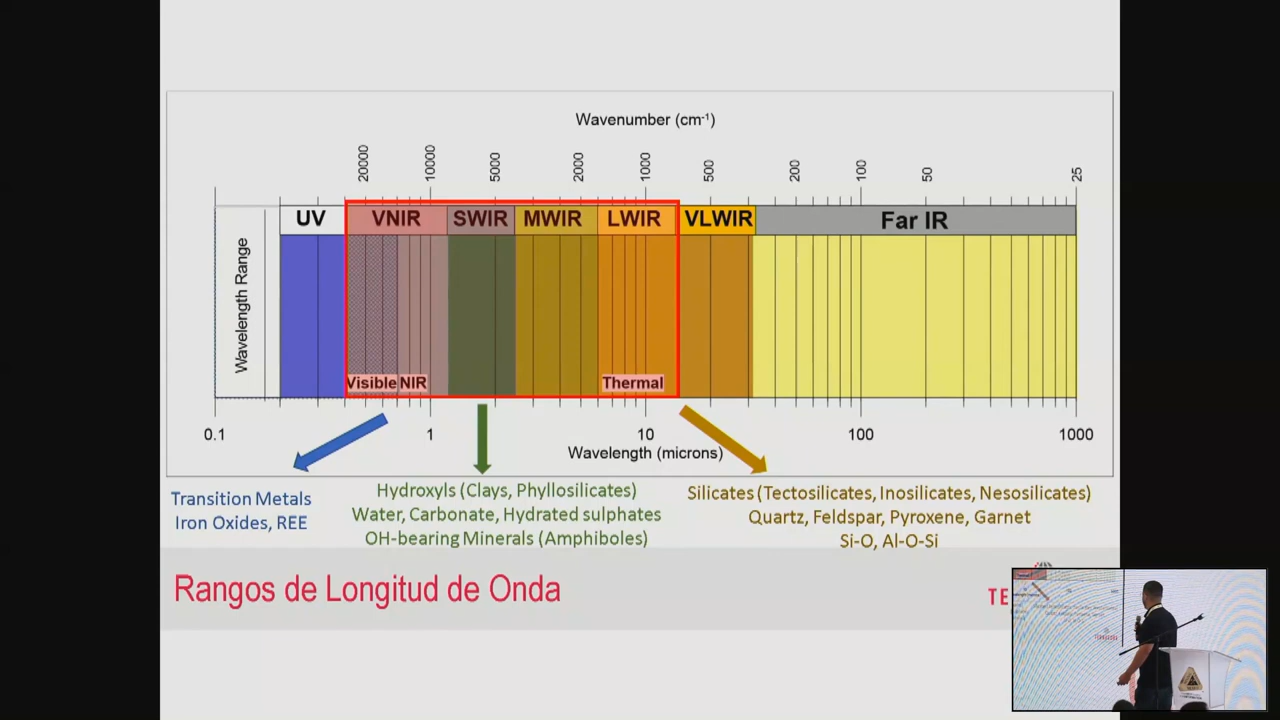 Wavenumber (cm-1)
20000 10000 5000 2000 1000 500 200 100 50 25
UV VNIR SWIR MWIR LWIR VLWIR Far IR
Wavelength Range
Visible NIR Thermal
0.1 1 10 100 1000
Wavelength (microns)
Transition Metals
Iron Oxides, REE
Hydroxyls (Clays, Phyllosilicates)
Water, Carbonate, Hydrated sulphates
OH-bearing Minerals (Amphiboles)
Silicates (Tectosilicates, Inosilicates, Nesosilicates)
Quartz, Feldspar, Pyroxene, Garnet
Si-O, Al-O-Si
Rangos de Longitud de Onda
TE